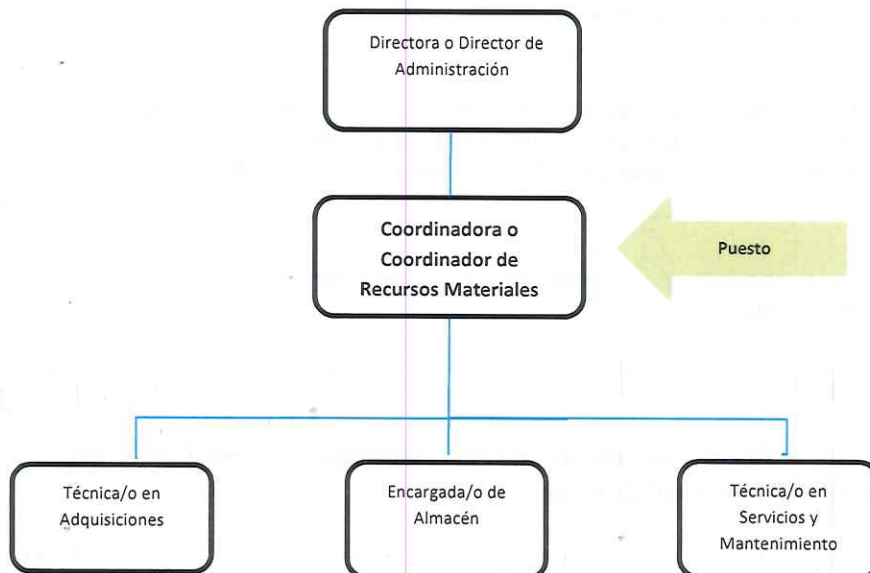 Directora o Director de
Administración
Coordinadora o
Coordinador de
Recursos Materiales
Puesto
Técnica/o en
Adquisiciones
Encargada/o de
Almacén
Técnica/o en
Servicios y
Mantenimiento